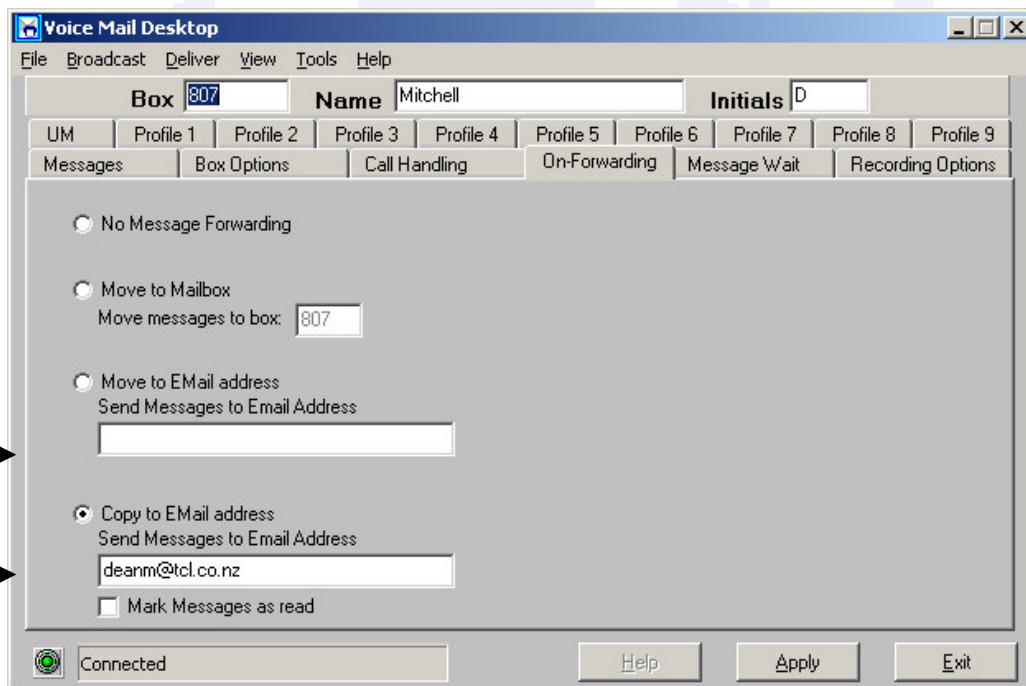 Voice Mail Desktop
File Broadcast Deliver View Tools Help
Box 807 Name Mitchell Initials D
UM Profile 1 Profile 2 Profile 3 Profile 4 Profile 5 Profile 6 Profile 7 Profile 8 Profile 9
Messages Box Options Call Handling On-Forwarding Message Wait Recording Options
No Message Forwarding
Move to Mailbox
Move messages to box: 807
Move to EMail address
Send Messages to Email Address
Copy to EMail address
Send Messages to Email Address
deanm@tcl.co.nz
Mark Messages as read
Connected Help Apply Exit